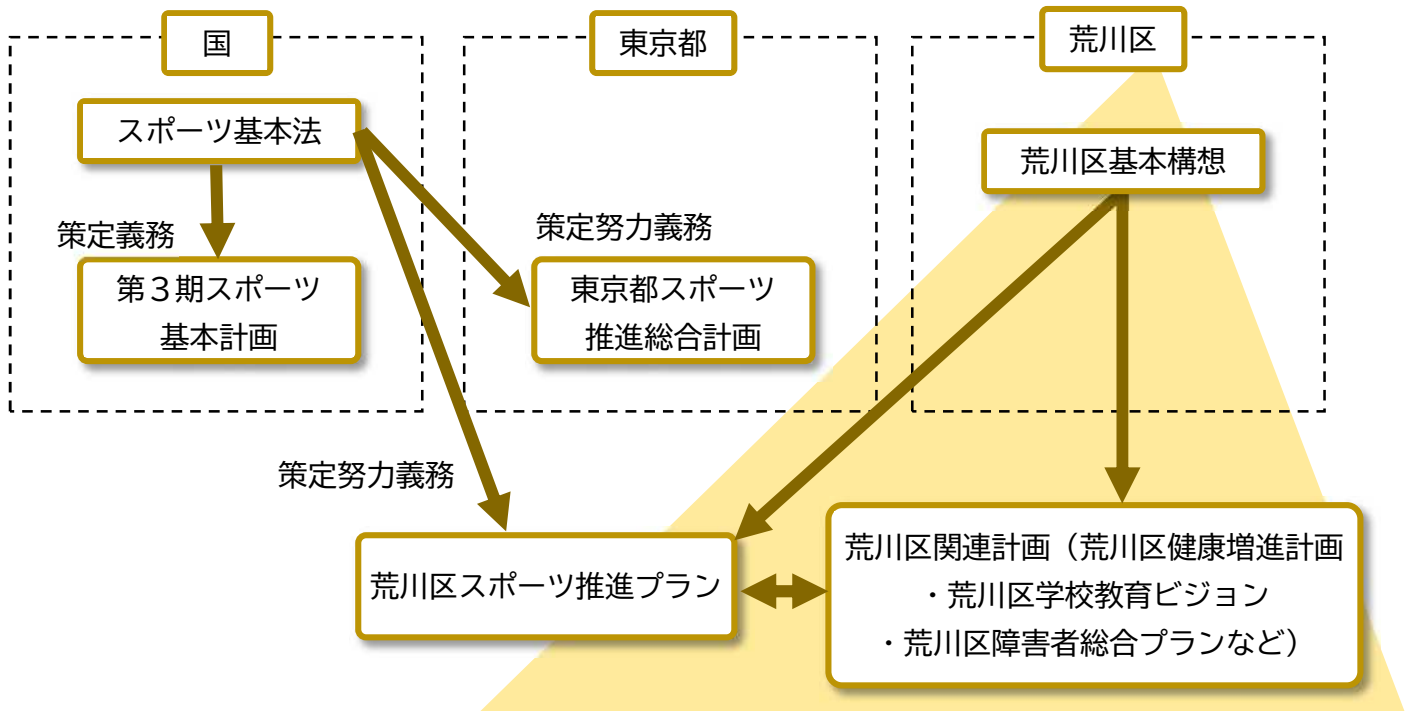 国
東京都
荒川区
スポーツ基本法
荒川区基本構想
策定義務
策定努力義務
第３期スポーツ
基本計画
東京都スポーツ
推進総合計画
策定努力義務
荒川区スポーツ推進プラン
荒川区関連計画（荒川区健康増進計画
・荒川区学校教育ビジョン
・荒川区障害者総合プランなど）